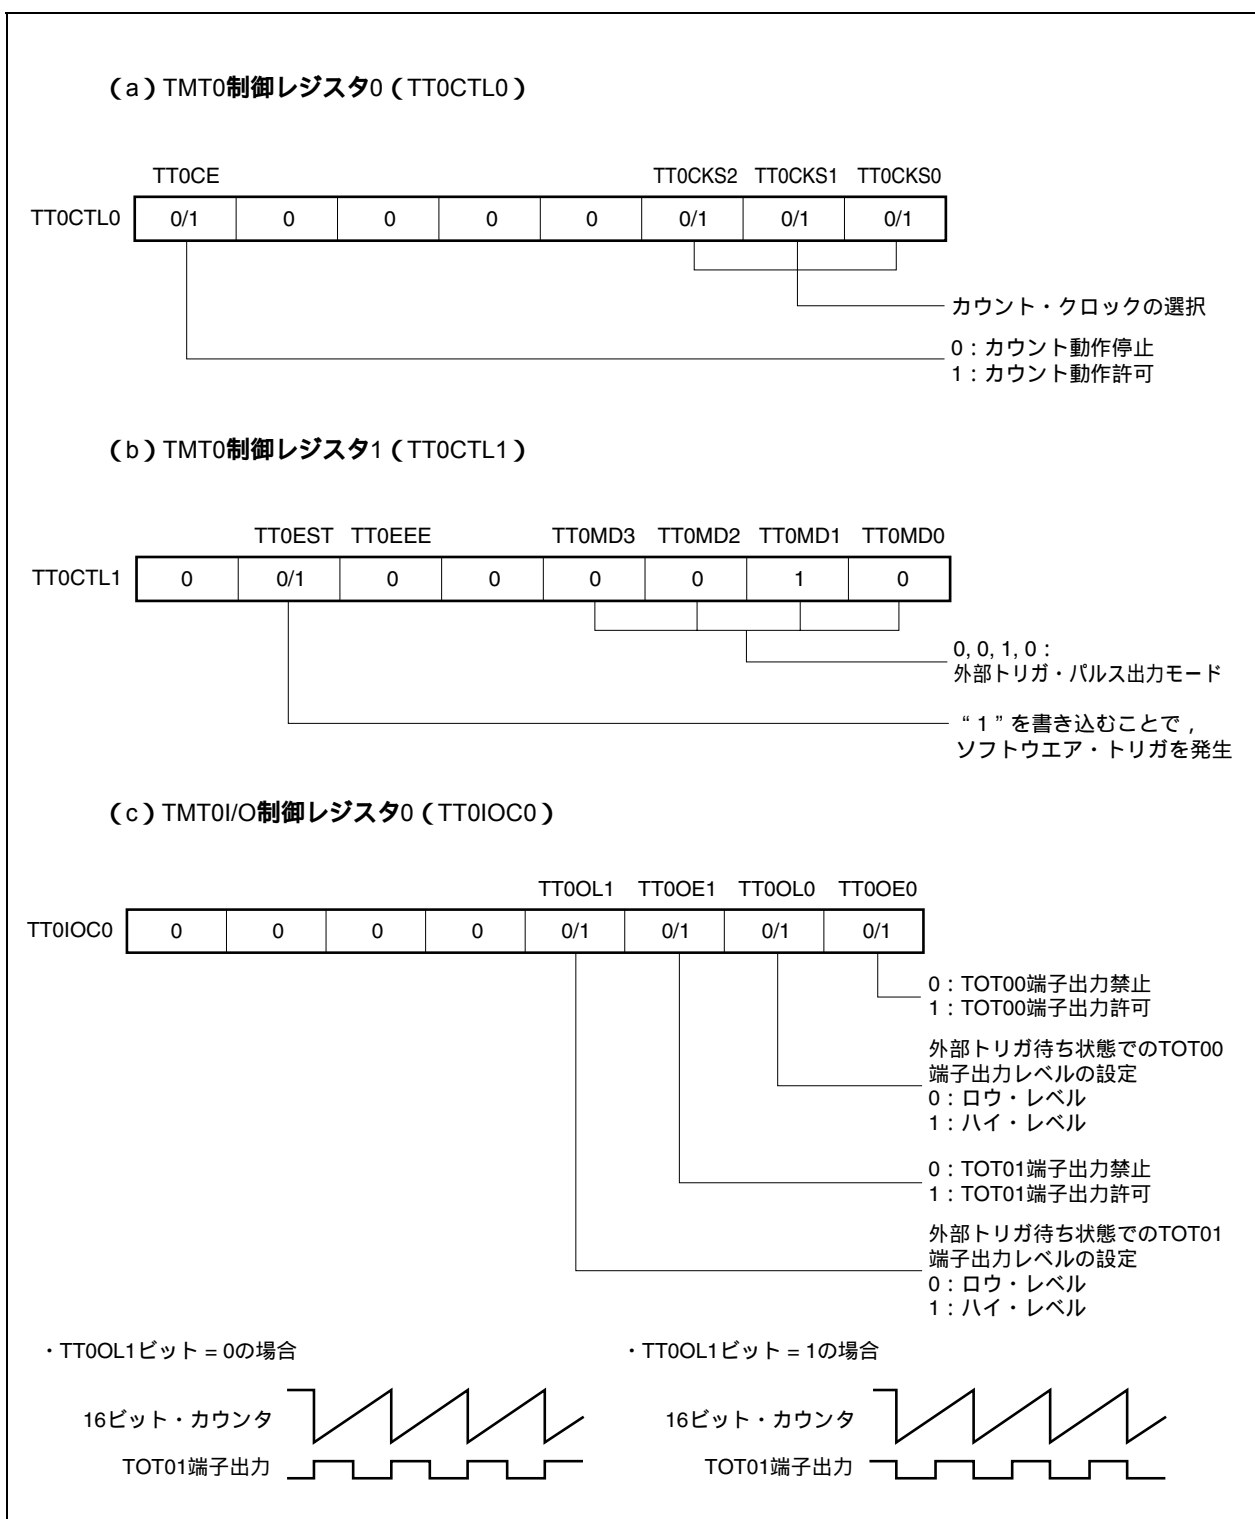 (a) TMT0制御レジスタ0 (TT0CTL0)
TT0CE TT0CKS2 TT0CKS1 TT0CKS0
TT0CTL0 0/1 0 0 0 0 0/1 0/1 0/1
カウント・クロックの選択
0:カウント動作停止
1:カウント動作許可
(b) TMT0制御レジスタ1 (TT0CTL1)
TT0EST TT0EEE TT0MD3 TT0MD2 TT0MD1 TT0MD0
TT0CTL1 0 0/1 0 0 0 0 1 0
0, 0, 1, 0:
外部トリガ・パルス出力モード
“1”を書き込むことで,
ソフトウエア・トリガを発生
(c) TMT0I/O制御レジスタ0 (TT0IOC0)
TT0OL1 TT0OE1 TT0OL0 TT0OE0
TT0IOC0 0 0 0 0 0/1 0/1 0/1 0/1
0:TOT00端子出力禁止
1:TOT00端子出力許可
外部トリガ待ち状態でのTOT00
端子出力レベルの設定
0:ロウ・レベル
1:ハイ・レベル
0:TOT01端子出力禁止
1:TOT01端子出力許可
外部トリガ待ち状態でのTOT01
端子出力レベルの設定
0:ロウ・レベル
1:ハイ・レベル
・TT0OL1ビット = 0の場合
16ビット・カウンタ
TOT01端子出力
・TT0OL1ビット = 1の場合
16ビット・カウンタ
TOT01端子出力